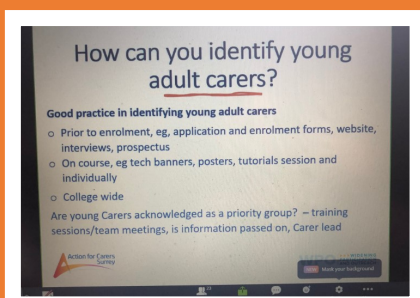 How can you identify young
adult carers?
Good practice in identifying young adult carers
o Prior to enrolment, eg, application and enrolment forms, website,
interviews, prospectus
o On course, eg tech banners, posters, tutorials session and
individually
o College wide
Are young Carers acknowledged as a priority group? – training
sessions/team meetings, is information passed on, Carer lead
Action for Carers
Surrey
WIDENING
Mask your background